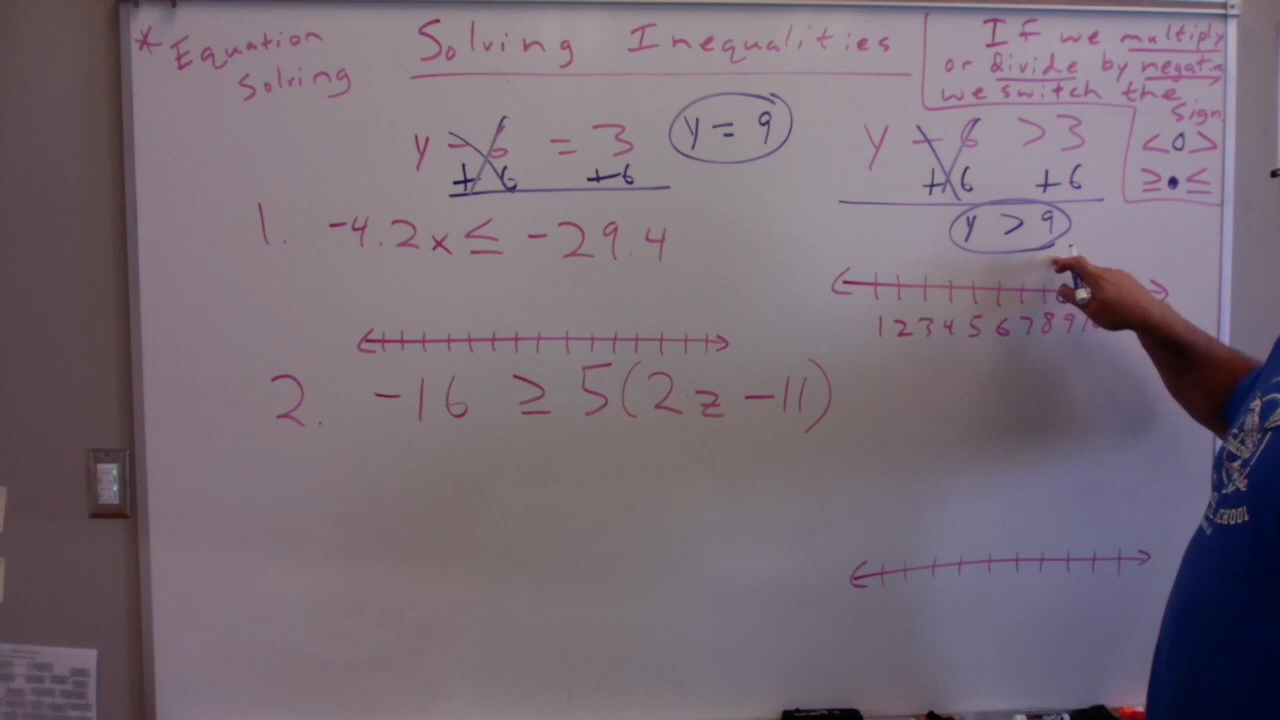 * Equation solving
Solving Inequalities
If we multiply
or divide by negative
we switch the
sign
< o >
≥ • ≤
y - 6 = 3
+ 6 + 6
y = 9
y - 6 > 3
+ 6 + 6
y > 9
1 2 3 4 5 6 7 8 9
1. -4.2x ≤ -29.4
2. -16 ≥ 5(2z - 11)
SCHOOL